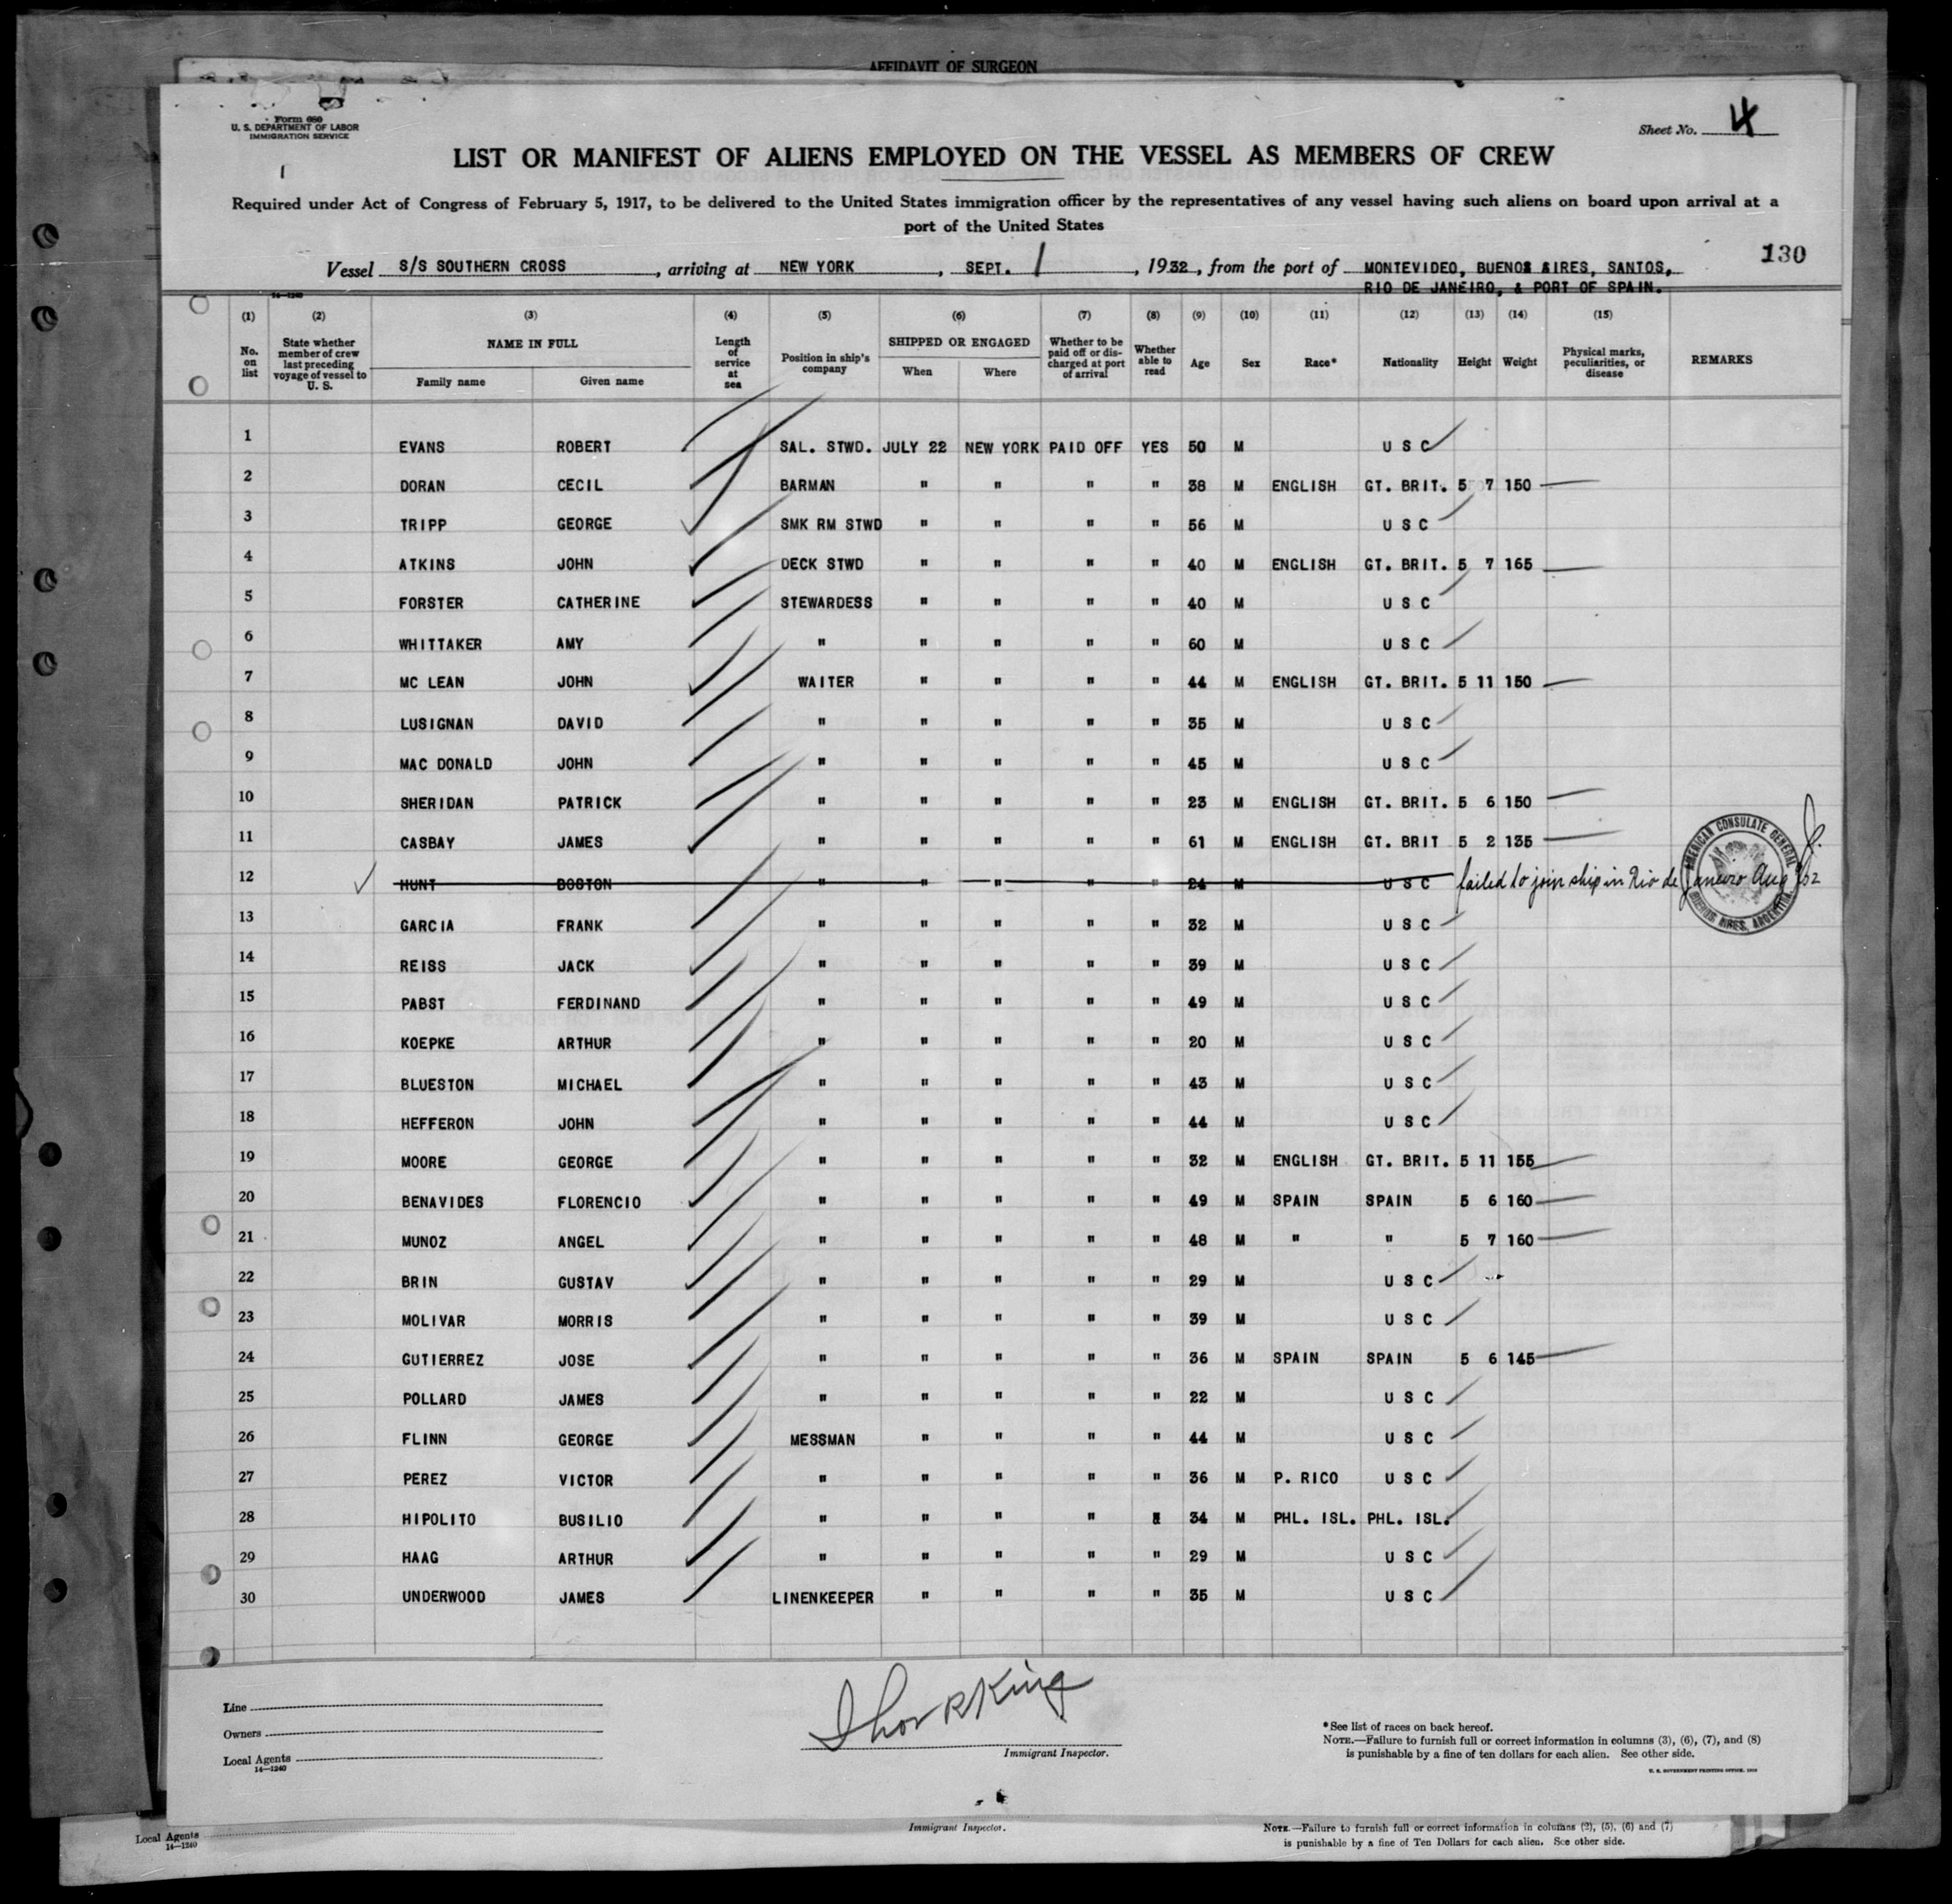 AFFIDAVIT OF SURGEON
Form 680
U. S. DEPARTMENT OF LABOR
IMMIGRATION SERVICE
Sheet No. 4
LIST OR MANIFEST OF ALIENS EMPLOYED ON THE VESSEL AS MEMBERS OF CREW
Required under Act of Congress of February 5, 1917, to be delivered to the United States immigration officer by the representatives of any vessel having such aliens on board upon arrival at a
port of the United States
130
Vessel S/S SOUTHERN CROSS, arriving at NEW YORK, SEPT. 1, 1932, from the port of MONTEVIDEO, BUENOS AIRES, SANTOS,
RIO DE JANEIRO, & PORT OF SPAIN.
14—1240
(1) (2) (3) (4) (5) (6) (7) (8) (9) (10) (11) (12) (13) (14) (15)
No. on list State whether member of crew last preceding voyage of vessel to U. S. NAME IN FULL Family name Given name Length of service at sea Position in ship's company SHIPPED OR ENGAGED When Where Whether to be paid off or discharged at port of arrival Whether able to read Age Sex Race* Nationality Height Weight Physical marks, peculiarities, or disease REMARKS
1 EVANS ROBERT SAL. STWD. JULY 22 NEW YORK PAID OFF YES 50 M U S C
2 DORAN CECIL BARMAN " " " " 38 M ENGLISH GT. BRIT. 5 7 150
3 TRIPP GEORGE SMK RM STWD " " " " 56 M U S C
4 ATKINS JOHN DECK STWD " " " " 40 M ENGLISH GT. BRIT. 5 7 165
5 FORSTER CATHERINE STEWARDESS " " " " 40 M U S C
6 WHITTAKER AMY " " " " " 60 M U S C
7 MC LEAN JOHN WAITER " " " " 44 M ENGLISH GT. BRIT. 5 11 150
8 LUSIGNAN DAVID " " " " " 35 M U S C
9 MAC DONALD JOHN " " " " " 45 M U S C
10 SHERIDAN PATRICK " " " " " 23 M ENGLISH GT. BRIT. 5 6 150
11 CASBAY JAMES " " " " " 61 M ENGLISH GT. BRIT 5 2 135
12 HUNT BOSTON " " " " " 24 M U S C failed to join ship in Rio de Janeiro Aug
AMERICAN CONSULATE GENERAL BUENOS AIRES, ARGENTINA
13 GARCIA FRANK " " " " " 32 M U S C
14 REISS JACK " " " " " 39 M U S C
15 PABST FERDINAND " " " " " 49 M U S C
16 KOEPKE ARTHUR " " " " " 20 M U S C
17 BLUESTON MICHAEL " " " " " 43 M U S C
18 HEFFERON JOHN " " " " " 44 M U S C
19 MOORE GEORGE " " " " " 32 M ENGLISH GT. BRIT. 5 11 155
20 BENAVIDES FLORENCIO " " " " " 49 M SPAIN SPAIN 5 6 160
21 MUNOZ ANGEL " " " " " 48 M " " 5 7 160
22 BRIN GUSTAV " " " " " 29 M U S C
23 MOLIVAR MORRIS " " " " " 39 M U S C
24 GUTIERREZ JOSE " " " " " 36 M SPAIN SPAIN 5 6 145
25 POLLARD JAMES " " " " " 22 M U S C
26 FLINN GEORGE MESSMAN " " " " 44 M U S C
27 PEREZ VICTOR " " " " " 36 M P. RICO U S C
28 HIPOLITO BUSILIO " " " " 34 M PHL. ISL. PHL. ISL.
29 HAAG ARTHUR " " " " " 29 M U S C
30 UNDERWOOD JAMES LINENKEEPER " " " " 35 M U S C
Line
Owners
Local Agents
14—1240
Immigrant Inspector.
*See list of races on back hereof.
NOTE.—Failure to furnish full or correct information in columns (3), (6), (7), and (8)
is punishable by a fine of ten dollars for each alien. See other side.
Local Agents
14—1240
Immigrant Inspector.
NOTE.—Failure to furnish full or correct information in columns (2), (5), (6) and (7)
is punishable by a fine of Ten Dollars for each alien. See other side.